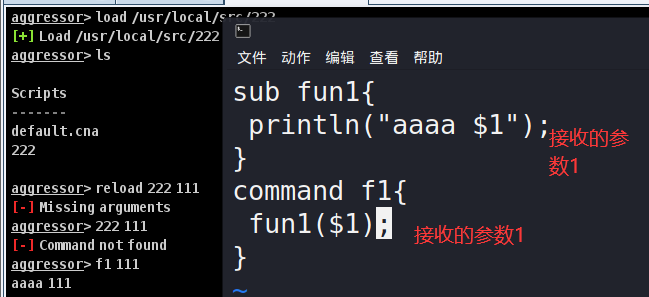 aggressor> load /usr/local/src/222
[+] Load /usr/local/src/222
aggressor> ls
Scripts
-------
default.cna
222
aggressor> reload 222 111
[-] Missing arguments
aggressor> 222 111
[-] Command not found
aggressor> f1 111
aaaa 111
文件 动作 编辑 查看 帮助
sub fun1{
println("aaaa $1");
}
command f1{
fun1($1);
}
~
接收的参
数1
接收的参数1